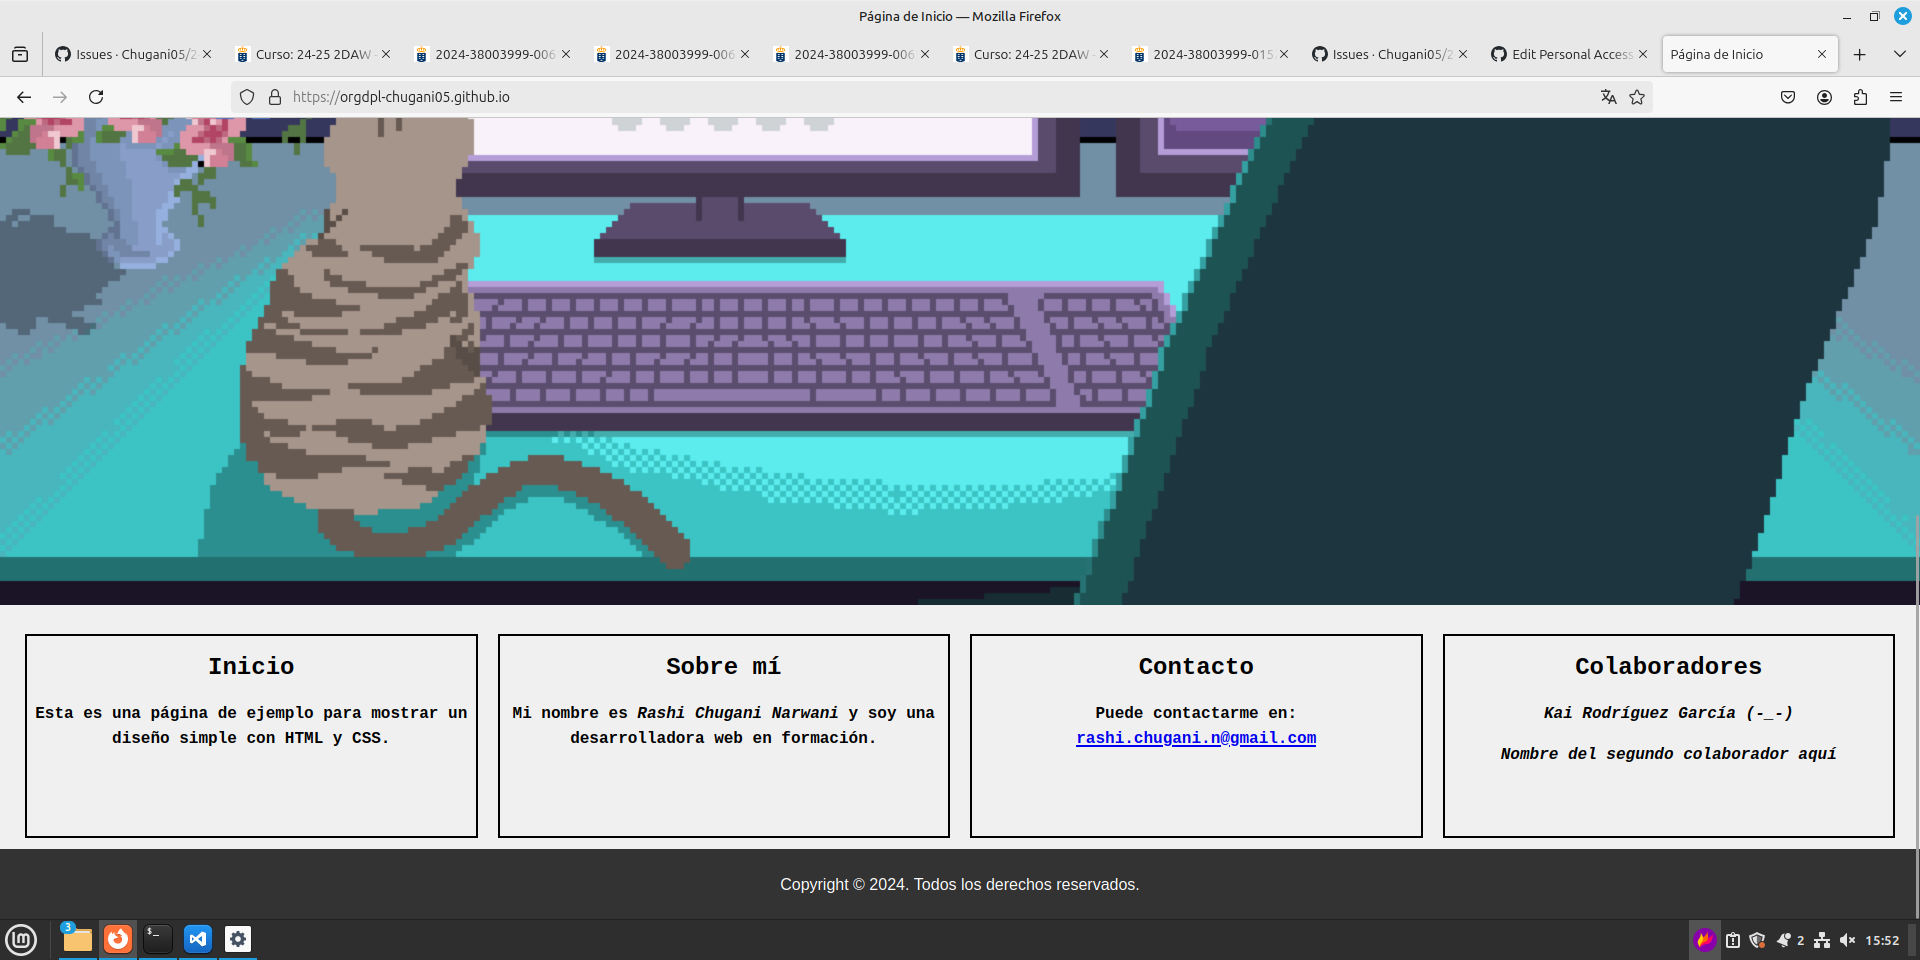 Página de Inicio — Mozilla Firefox
Issues · Chugani05/2
Curso: 24-25 2DAW -
2024-38003999-006
2024-38003999-006
2024-38003999-006
Curso: 24-25 2DAW -
2024-38003999-015
Issues · Chugani05/2
Edit Personal Access
Página de Inicio
https://orgdpl-chugani05.github.io
Inicio
Esta es una página de ejemplo para mostrar un
diseño simple con HTML y CSS.
Sobre mí
Mi nombre es Rashi Chugani Narwani y soy una
desarrolladora web en formación.
Contacto
Puede contactarme en:
rashi.chugani.n@gmail.com
Colaboradores
Kai Rodríguez García (-_-)
Nombre del segundo colaborador aquí
Copyright © 2024. Todos los derechos reservados.
3
$_
2
15:52